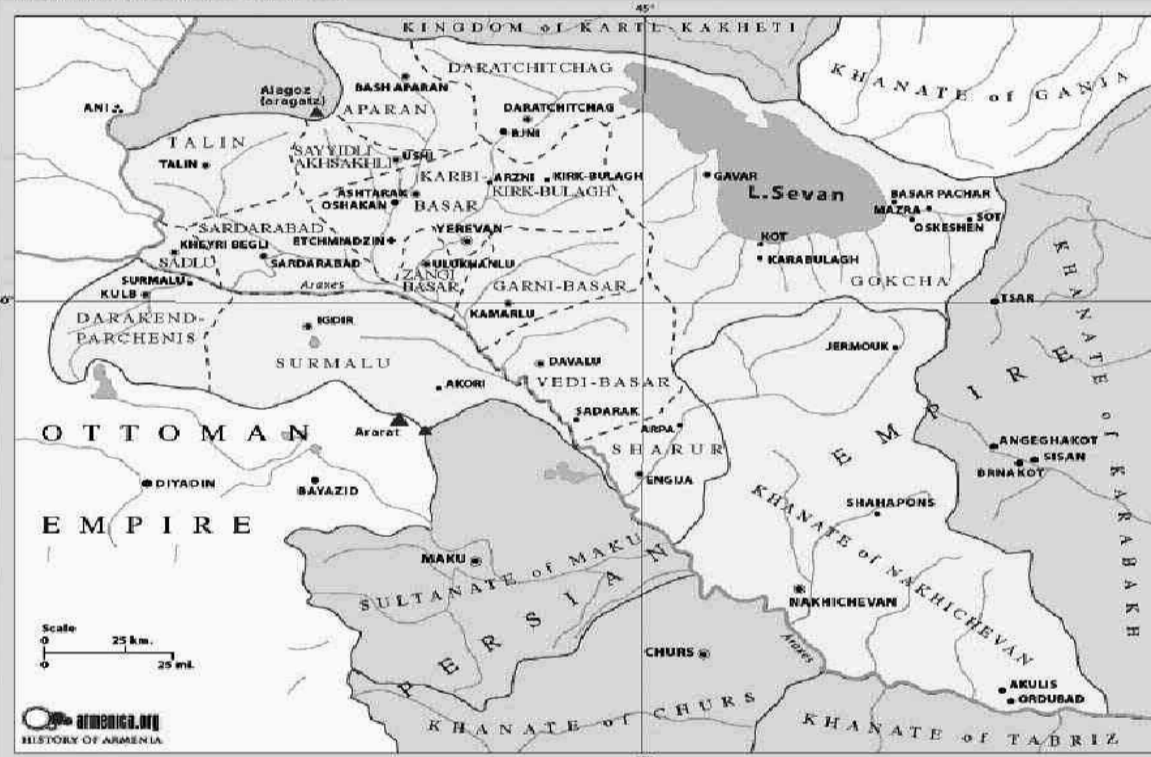 45°
KINGDOM of KARTL-KAKHETI
DARATCHITCHAG
KHANATE of GANJA
BASH APARAN
Alagoz
(aragatz)
APARAN
ANI
DARATCHITCHAG
BJNI
TALIN
SAYYIDLI
AKHSAKHLI
USHI
TALIN
KARBI
ARZNI
KIRK-BULAGH
KIRK-BULAGH
GAVAR
L.Sevan
BASAR PACHAR
MAZRA
SOT
OSKESHEN
ASHTARAK
OSHAKAN
BASAR
SARDARABAD
YEREVAN
KHEYRI BEGLI
ETCHMIADZIN
SADLU
SARDARABAD
ULUKHANLU
ZANGI
BASAR
KOT
KARABULAGH
SURMALU
KULB
Araxes
GARNI-BASAR
GOKCHA
KAMARLU
TSAR
DARAKEND-
PARCHENIS
IGDIR
SURMALU
JERMOUK
DAVALU
AKORI
VEDI-BASAR
SADARAK
ARPA
OTTOMAN
Ararat
SHARUR
ANGEGHAKOT
SISAN
BRNAKOT
DIYADIN
BAYAZID
ENGIJA
EMPIRE
SHAHAPONS
KHANATE of KARABAKH
MAKU
SULTANATE of MAKU
KHANATE of NAKHICHEVAN
NAKHICHEVAN
PERSIAN
EMPIRE
Scale
0 25 km.
0 25 mi.
CHURS
Araxes
AKULIS
ORDUBAD
KHANATE of CHURS
KHANATE of TABRIZ
armenica.org
HISTORY OF ARMENIA